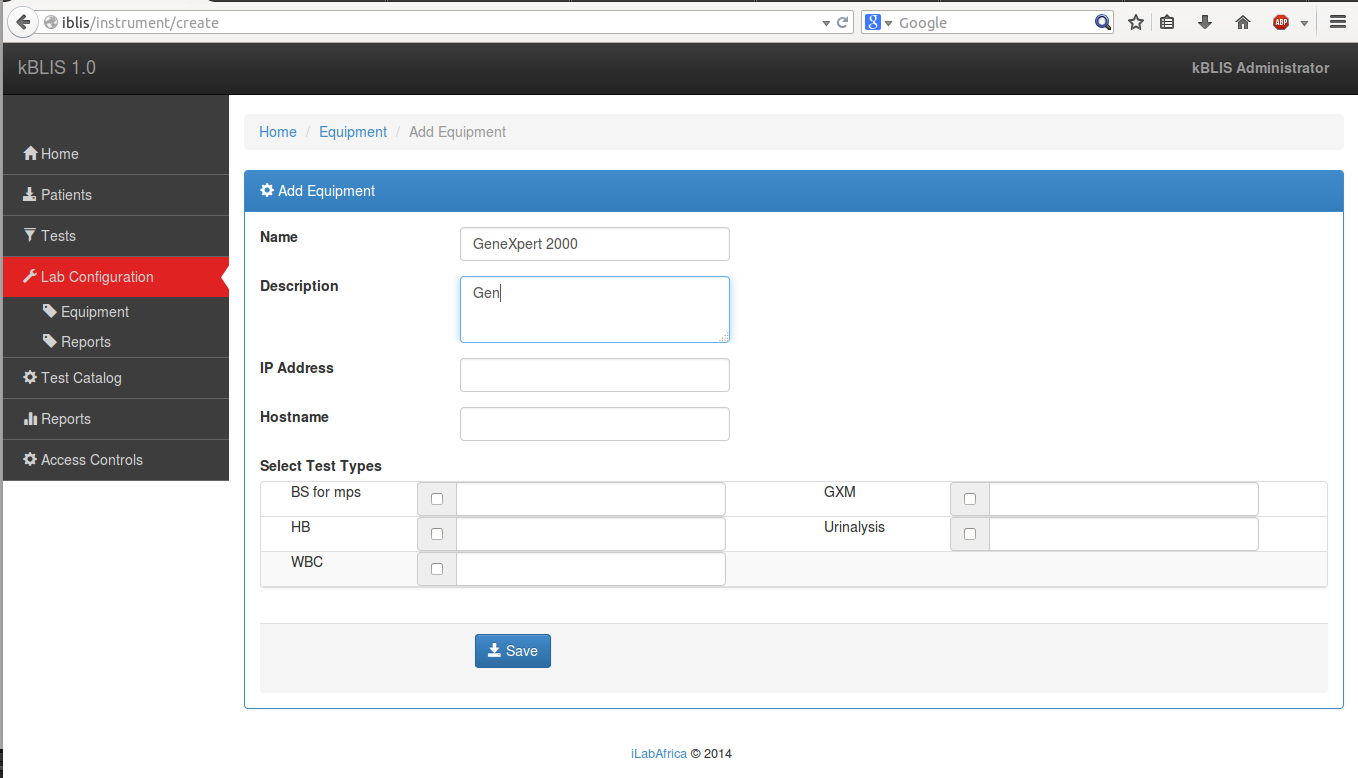 iblis/instrument/create
Google
ABP
kBLIS 1.0
kBLIS Administrator
Home
Patients
Tests
Lab Configuration
Equipment
Reports
Test Catalog
Reports
Access Controls
Home / Equipment / Add Equipment
Add Equipment
Name GeneXpert 2000
Description Gen
IP Address
Hostname
Select Test Types
BS for mps GXM
HB Urinalysis
WBC
Save
iLabAfrica © 2014